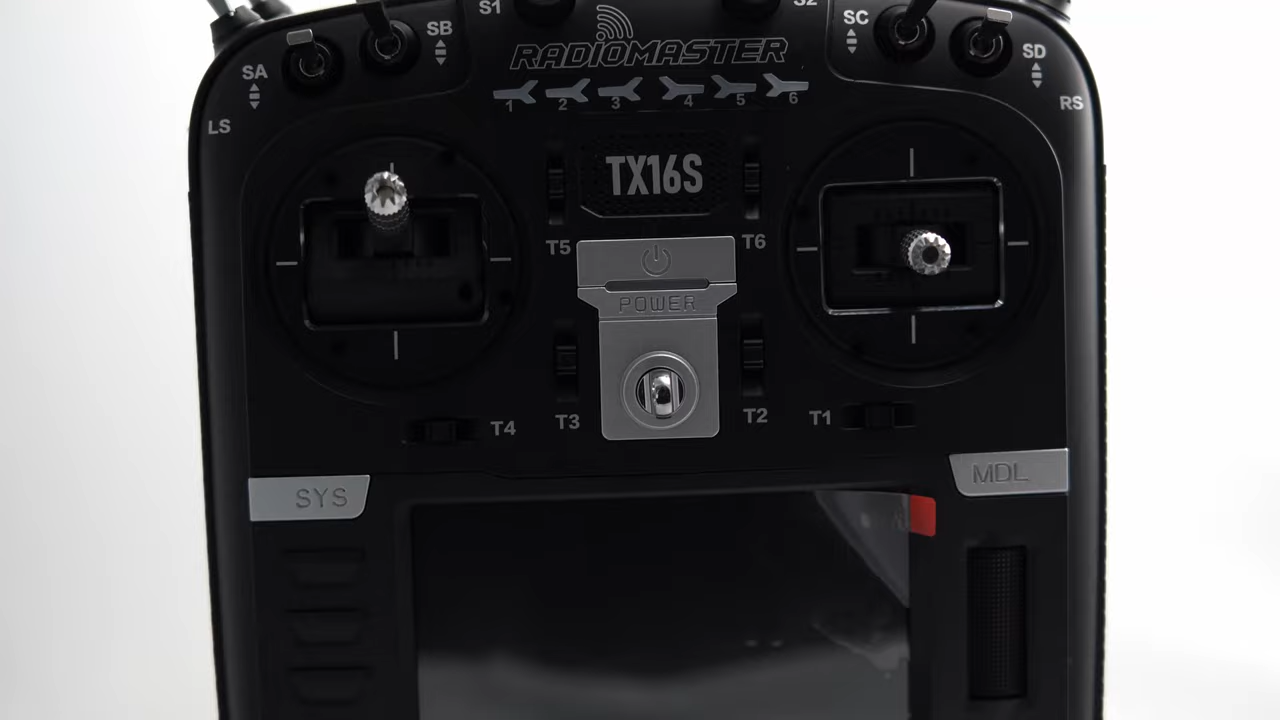 S1
S2
SC
SB
SD
SA
RADIOMASTER
LS
1 2 3 4 5 6
RS
TX16S
T5
T6
POWER
T4
T3
T2
T1
SYS
MDL